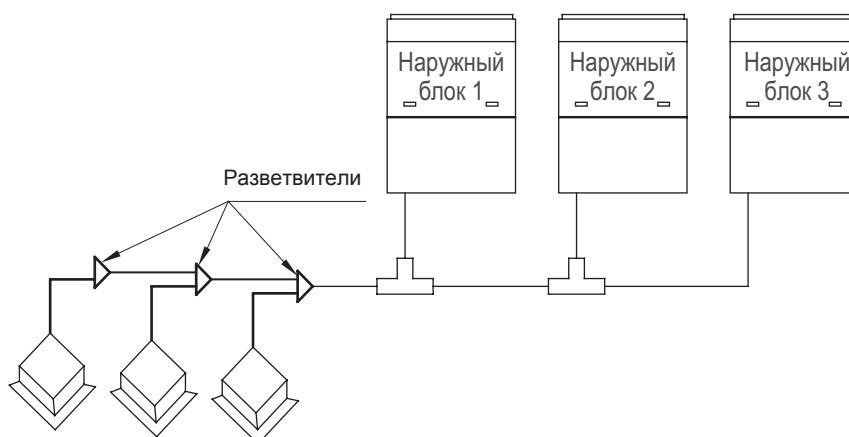 Наружный
блок 1
Наружный
блок 2
Наружный
блок 3
Разветвители